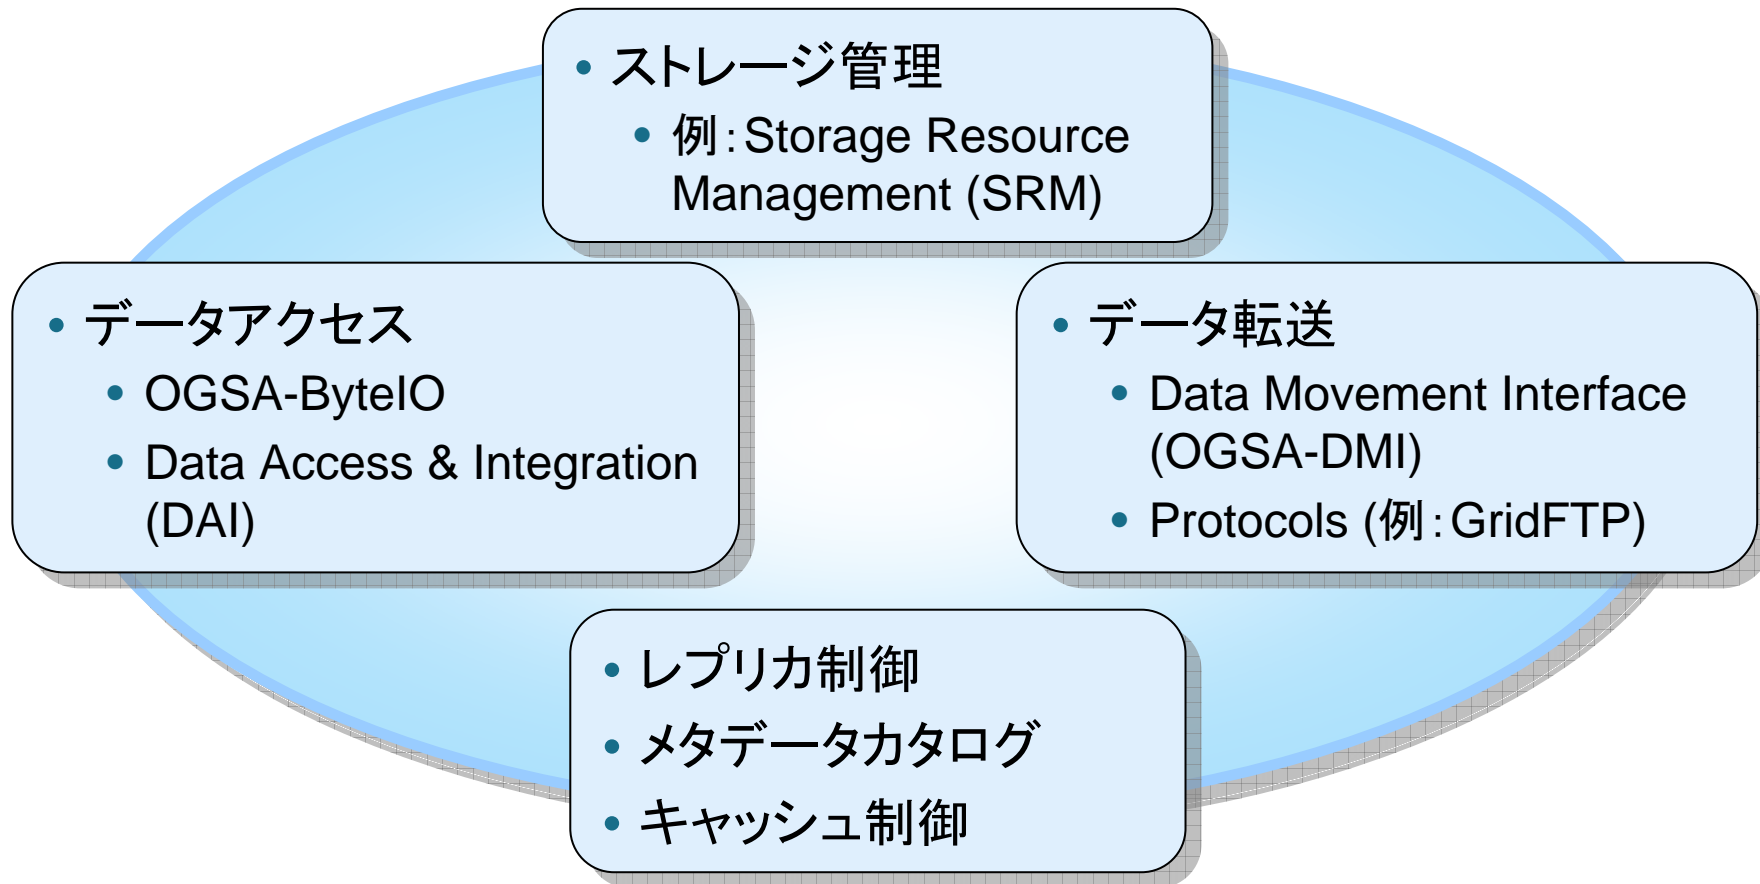 • ストレージ管理
• 例：Storage Resource
Management (SRM)
• データアクセス
• OGSA-ByteIO
• Data Access & Integration
(DAI)
• データ転送
• Data Movement Interface
(OGSA-DMI)
• Protocols (例：GridFTP)
• レプリカ制御
• メタデータカタログ
• キャッシュ制御